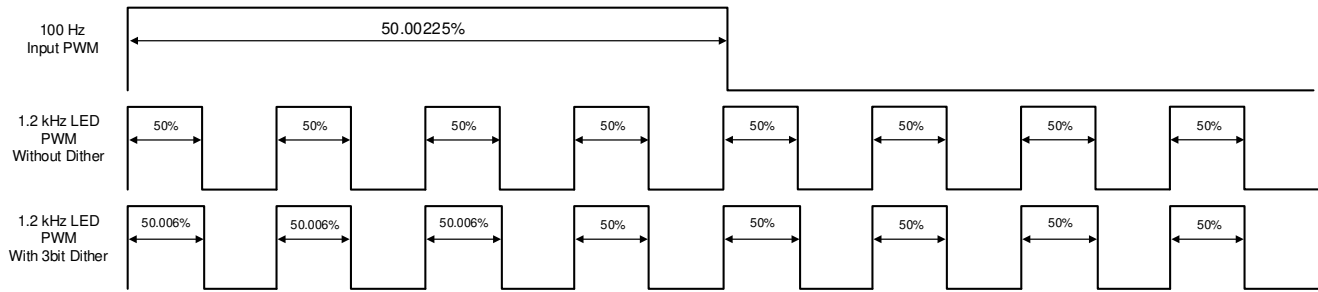 100 Hz
Input PWM
50.00225%
1.2 kHz LED
PWM
Without Dither
50% 50% 50% 50% 50% 50% 50% 50%
1.2 kHz LED
PWM
With 3bit Dither
50.006% 50.006% 50.006% 50% 50% 50% 50% 50%